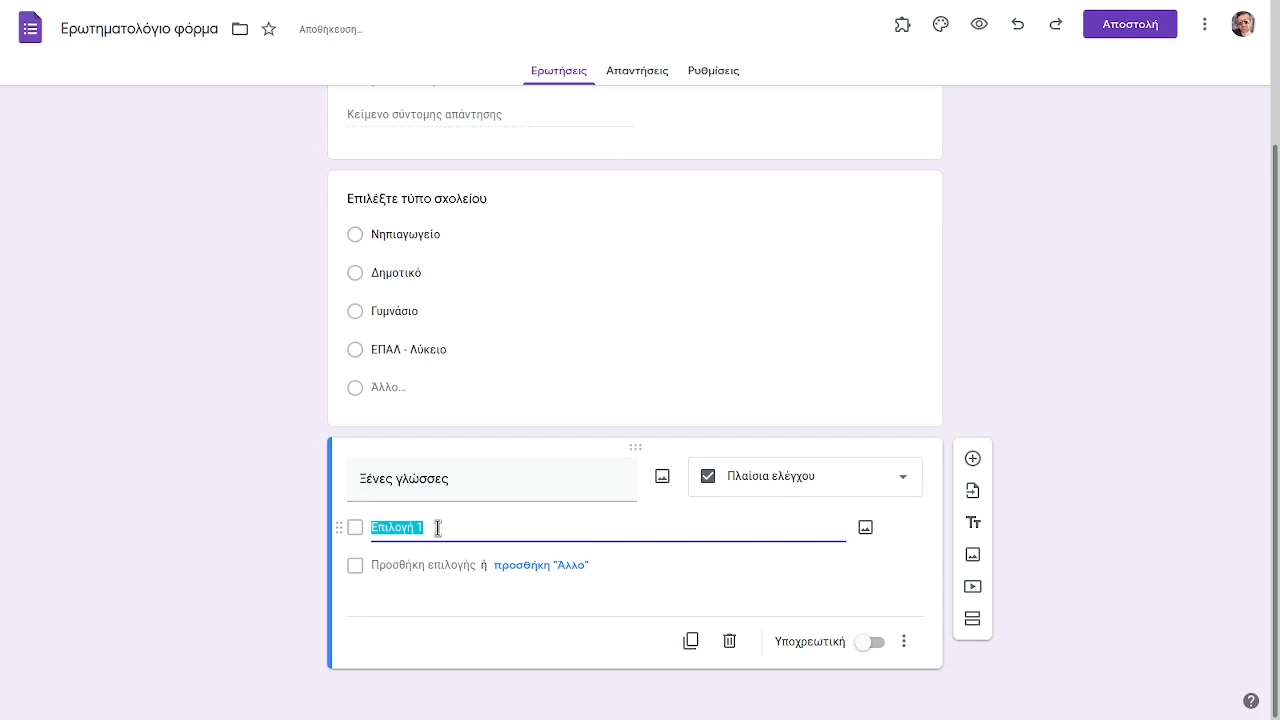 Ερωτηματολόγιο φόρμα
Αποθήκευση...
Αποστολή
Ερωτήσεις Απαντήσεις Ρυθμίσεις
Κείμενο σύντομης απάντησης
Επιλέξτε τύπο σχολείου
Νηπιαγωγείο
Δημοτικό
Γυμνάσιο
ΕΠΑΛ - Λύκειο
Άλλο...
Ξένες γλώσσες
Πλαίσια ελέγχου
Επιλογή 1
Προσθήκη επιλογής ή προσθήκη "Άλλο"
Υποχρεωτική